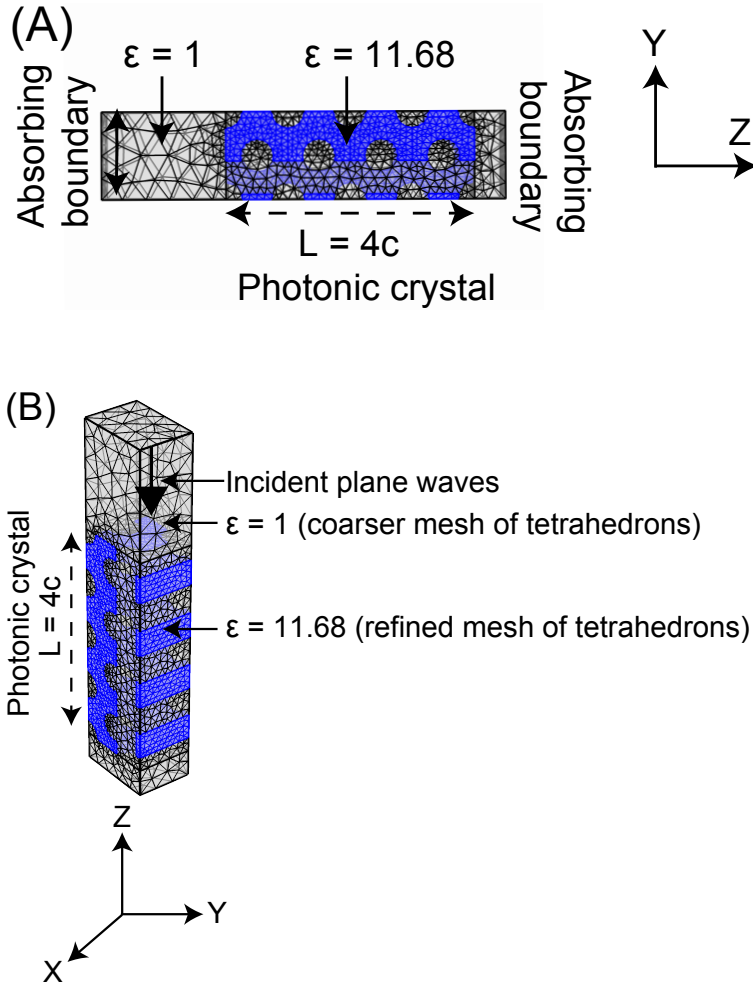 (A)
ε = 1
ε = 11.68
Absorbing
boundary
Absorbing
boundary
L = 4c
Photonic crystal
Y
Z
(B)
Incident plane waves
ε = 1 (coarser mesh of tetrahedrons)
ε = 11.68 (refined mesh of tetrahedrons)
Photonic crystal
L = 4c
Z
Y
X